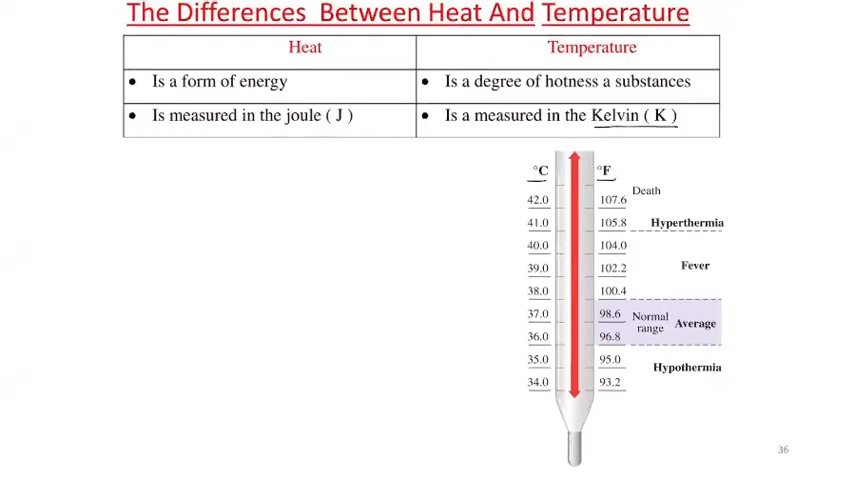 The Differences  Between Heat And Temperature
Heat Temperature
• Is a form of energy • Is a degree of hotness a substances
• Is measured in the joule ( J ) • Is a measured in the Kelvin ( K )
°C °F
Death
42.0 107.6
41.0 105.8 Hyperthermia
40.0 104.0
39.0 102.2 Fever
38.0 100.4
37.0 98.6 Normal
range Average
36.0 96.8
35.0 95.0 Hypothermia
34.0 93.2
36